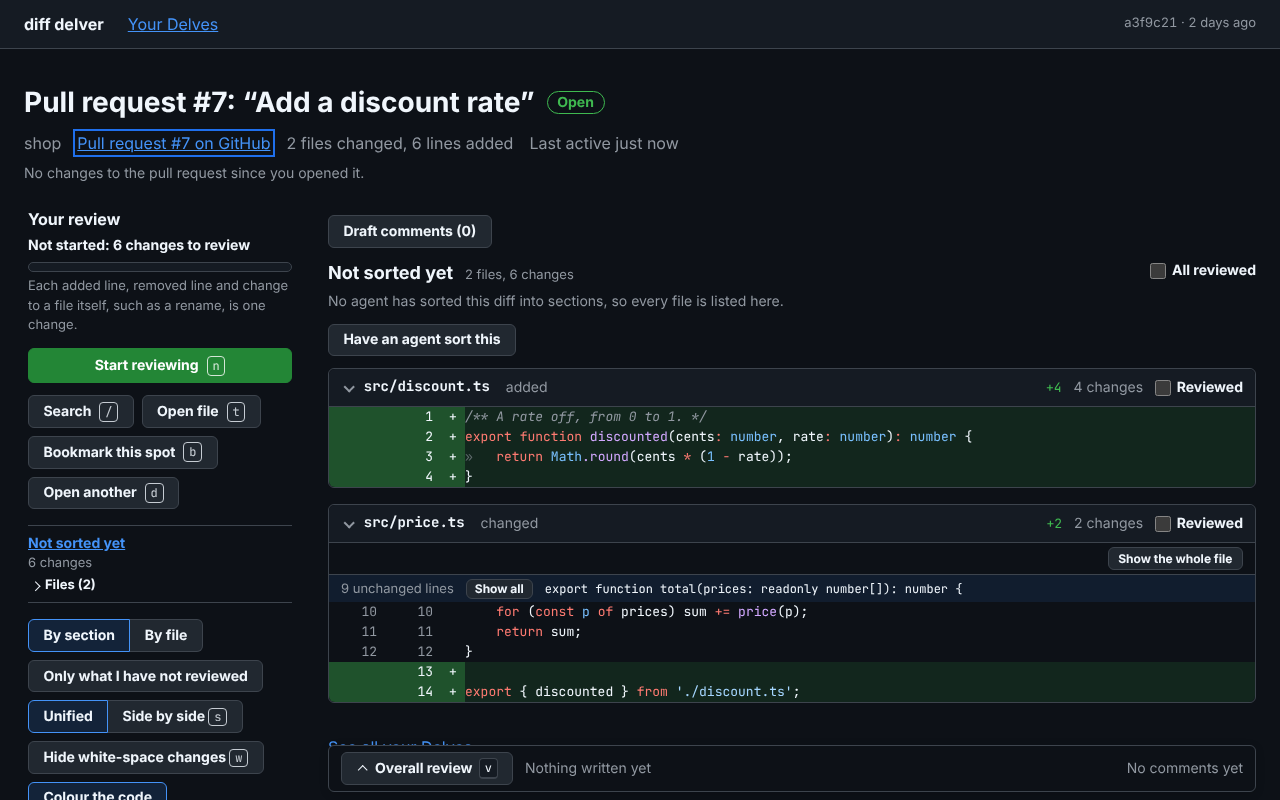 diff delver Your Delves a3f9c21 · 2 days ago
Pull request #7: “Add a discount rate” Open
shop Pull request #7 on GitHub 2 files changed, 6 lines added Last active just now
No changes to the pull request since you opened it.
Your review
Not started: 6 changes to review
Each added line, removed line and change
to a file itself, such as a rename, is one
change.
Start reviewing n
Search / Open file t
Bookmark this spot b
Open another d
Not sorted yet
6 changes
Files (2)
By section By file
Only what I have not reviewed
Unified Side by side s
Hide white-space changes w
Colour the code
Draft comments (0)
Not sorted yet 2 files, 6 changes All reviewed
No agent has sorted this diff into sections, so every file is listed here.
Have an agent sort this
src/discount.ts added +4 4 changes Reviewed
1 + /** A rate off, from 0 to 1. */
2 + export function discounted(cents: number, rate: number): number {
3 + » return Math.round(cents * (1 - rate));
4 + }
src/price.ts changed +2 2 changes Reviewed
Show the whole file
9 unchanged lines Show all export function total(prices: readonly number[]): number {
10 10 for (const p of prices) sum += price(p);
11 11 return sum;
12 12 }
13 +
14 + export { discounted } from './discount.ts';
See all your Delves
Overall review v Nothing written yet No comments yet